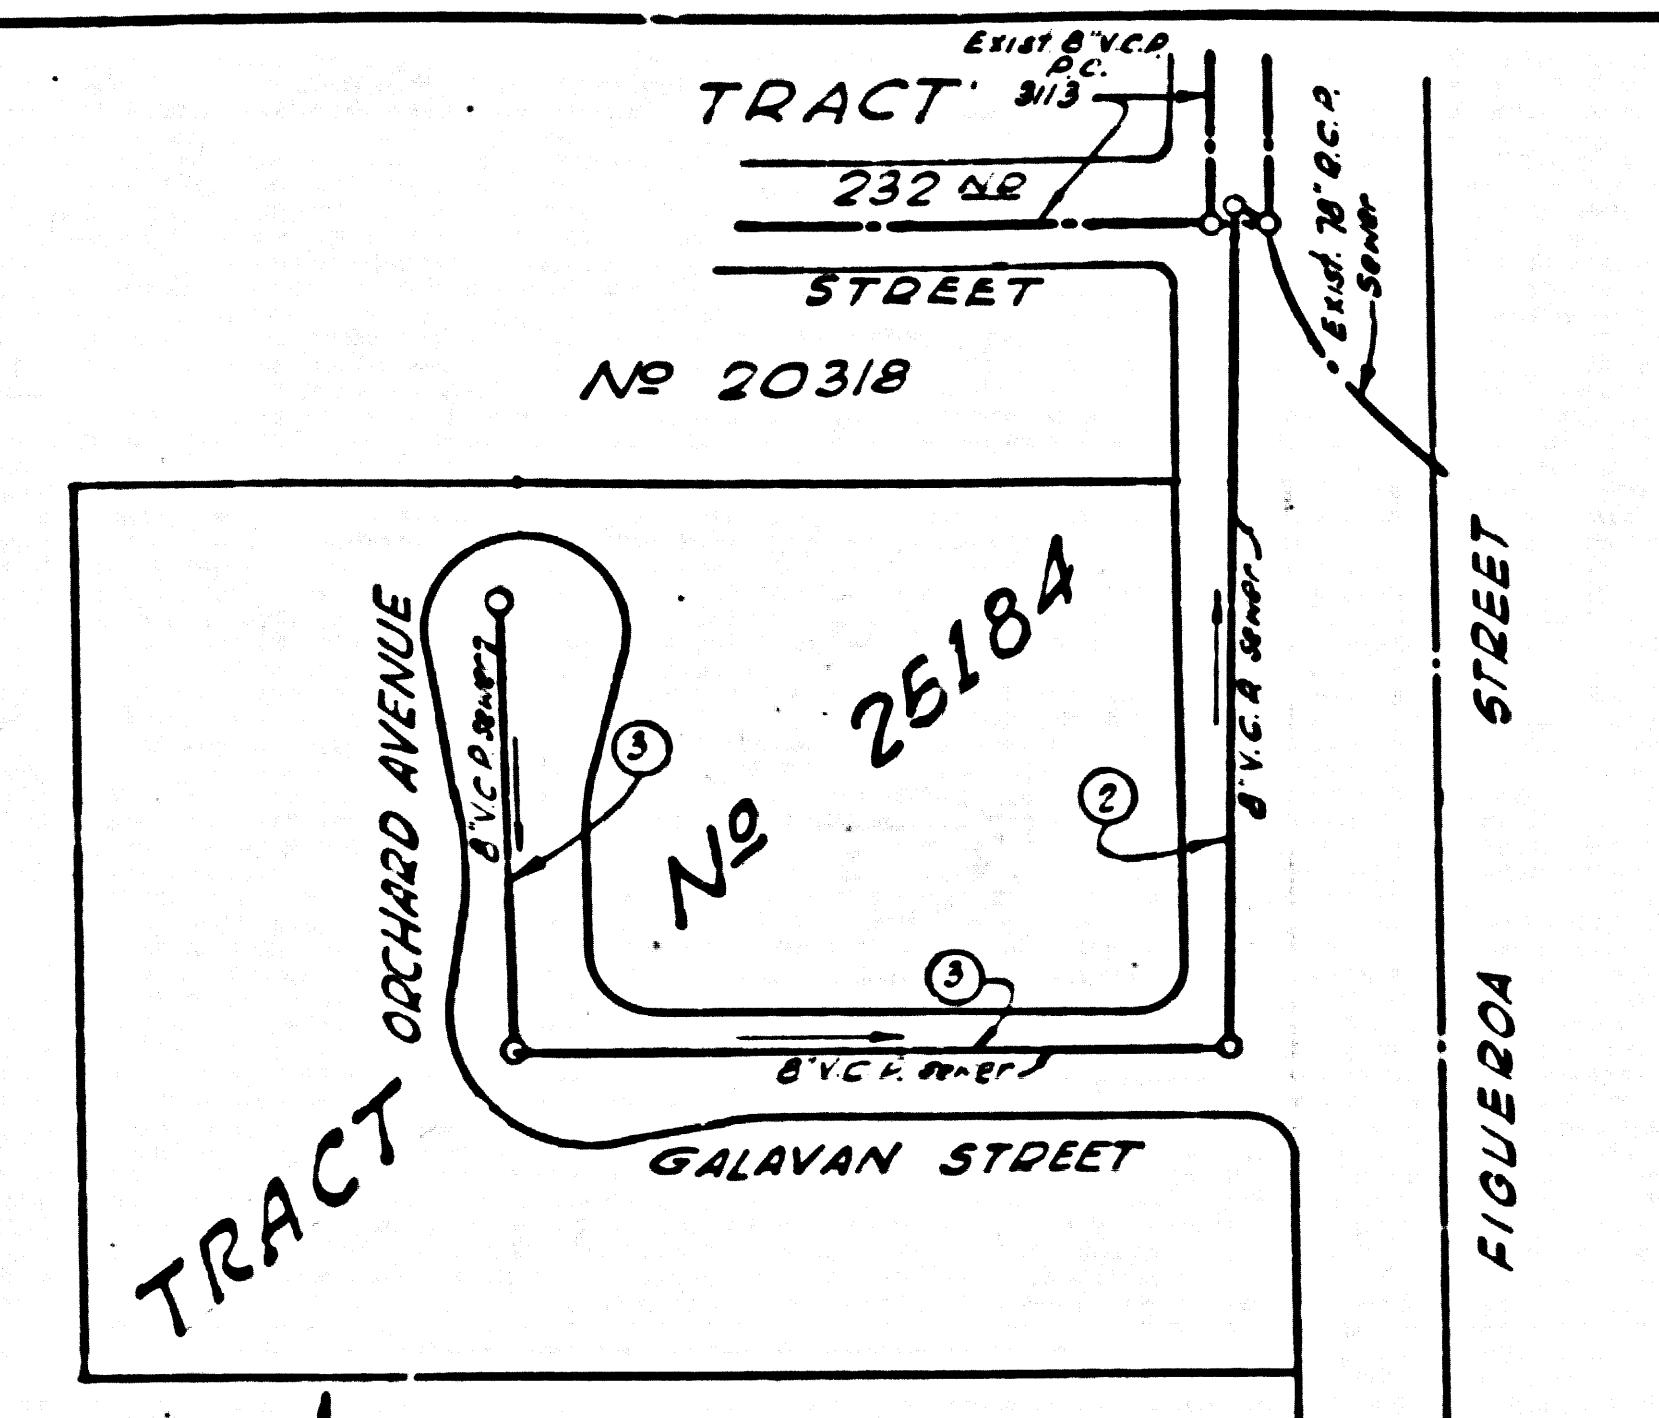 Exist. 8" V.C.P.
P.C.
3113
TRACT
232 Nº
STREET
Nº 20318
Exist. 78" R.C.P.
Sewer
TRACT Nº 25184
ORCHARD AVENUE
8" V.C.P. Sewer
3
2
8" V.C.P. Sewer
3
8" V.C.P. Sewer
GALAVAN STREET
FIGUEROA STREET